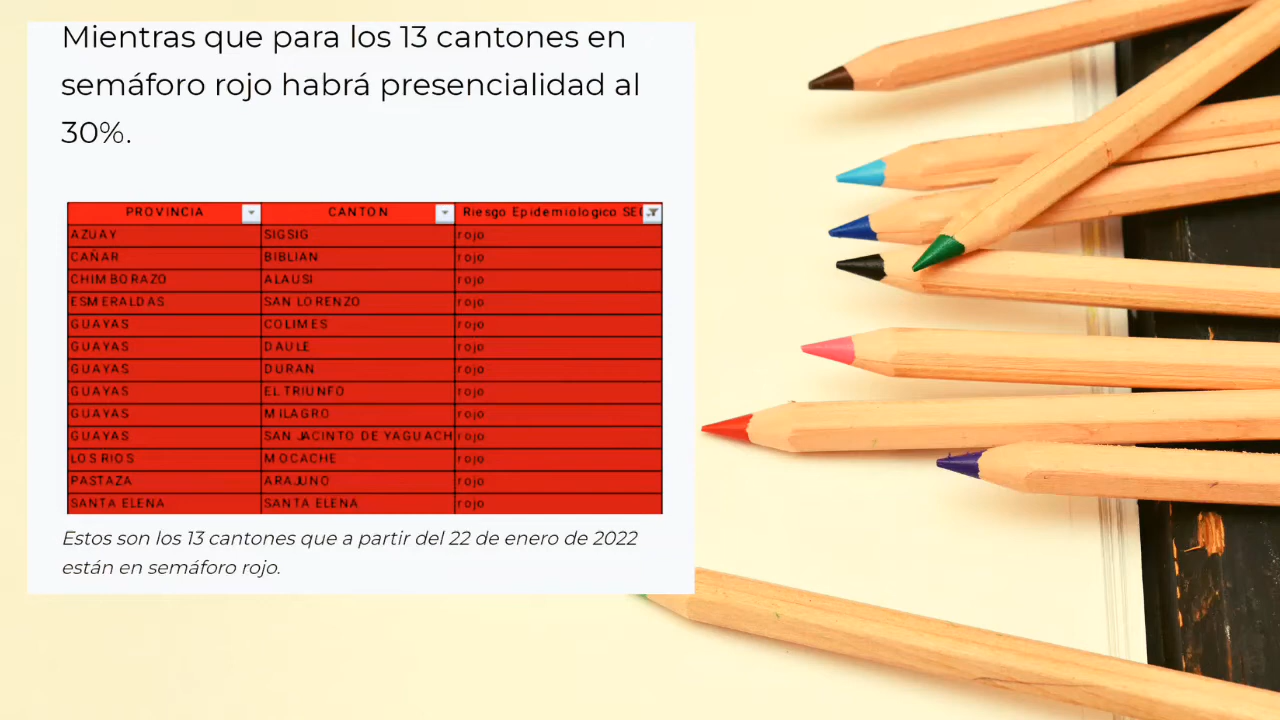 Mientras que para los 13 cantones en
semáforo rojo habrá presencialidad al
30%.
PROVINCIA CANTON Riesgo Epidemiologico
AZUAY SIGSIG rojo
CAÑAR BIBLIAN rojo
CHIMBORAZO ALAUSI rojo
ESMERALDAS SAN LORENZO rojo
GUAYAS COLIMES rojo
GUAYAS DAULE rojo
GUAYAS DURAN rojo
GUAYAS EL TRIUNFO rojo
GUAYAS MILAGRO rojo
GUAYAS SAN JACINTO DE YAGUACH rojo
LOS RIOS MOCACHE rojo
PASTAZA ARAJUNO rojo
SANTA ELENA SANTA ELENA rojo
Estos son los 13 cantones que a partir del 22 de enero de 2022
están en semáforo rojo.